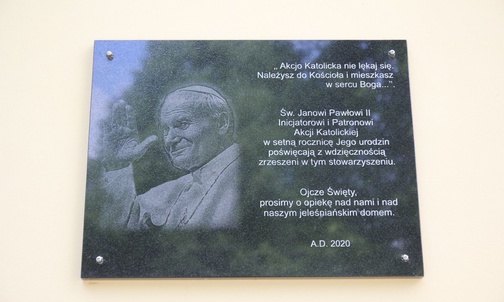 „ Akcjo Katolicka nie lękaj się.
Należysz do Kościoła i mieszkasz
w sercu Boga...”.
Św. Janowi Pawłowi II
Inicjatorowi i Patronowi
Akcji Katolickiej
w setną rocznicę Jego urodzin
poświęcają z wdzięcznością
zrzeszeni w tym stowarzyszeniu.
Ojcze Święty,
prosimy o opiekę nad nami i nad
naszym jeleśniańskim domem.
A.D. 2020